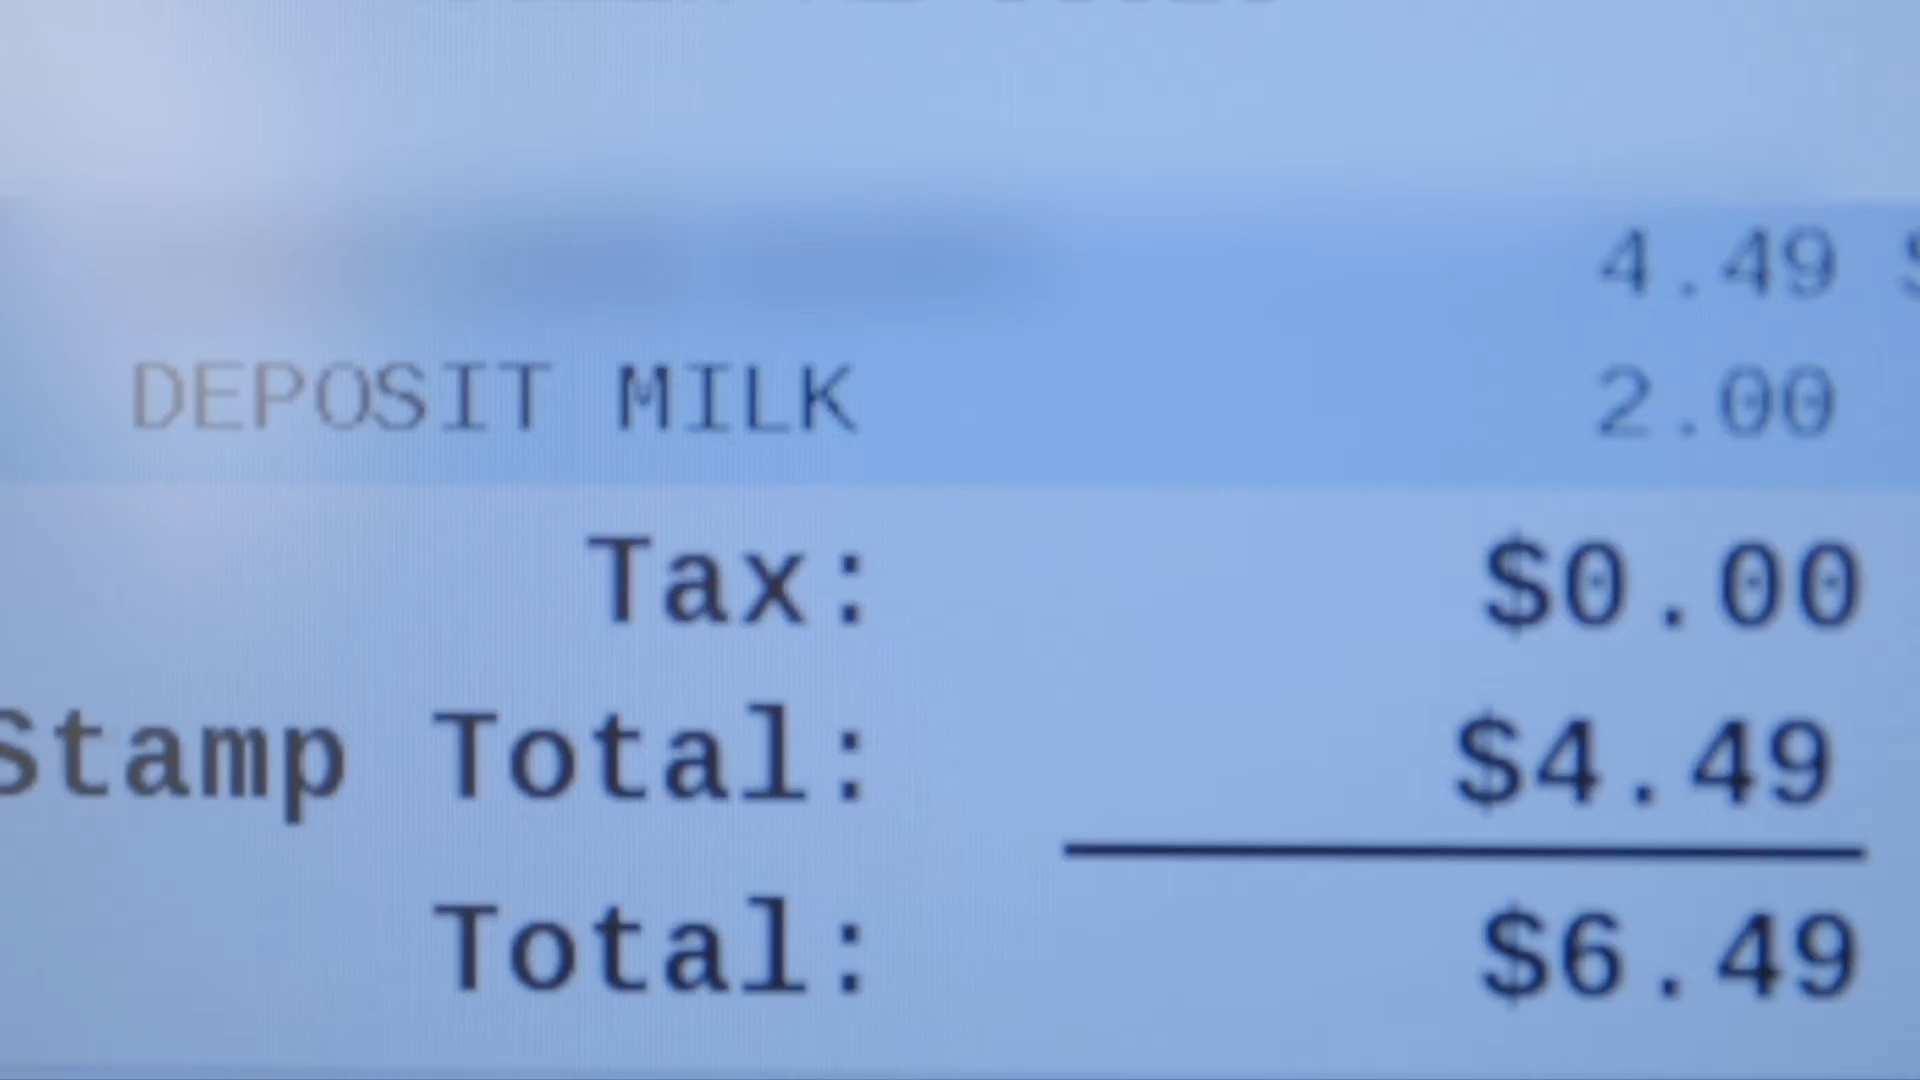 4.49 $
DEPOSIT MILK 2.00
Tax: $0.00
Stamp Total: $4.49
Total: $6.49